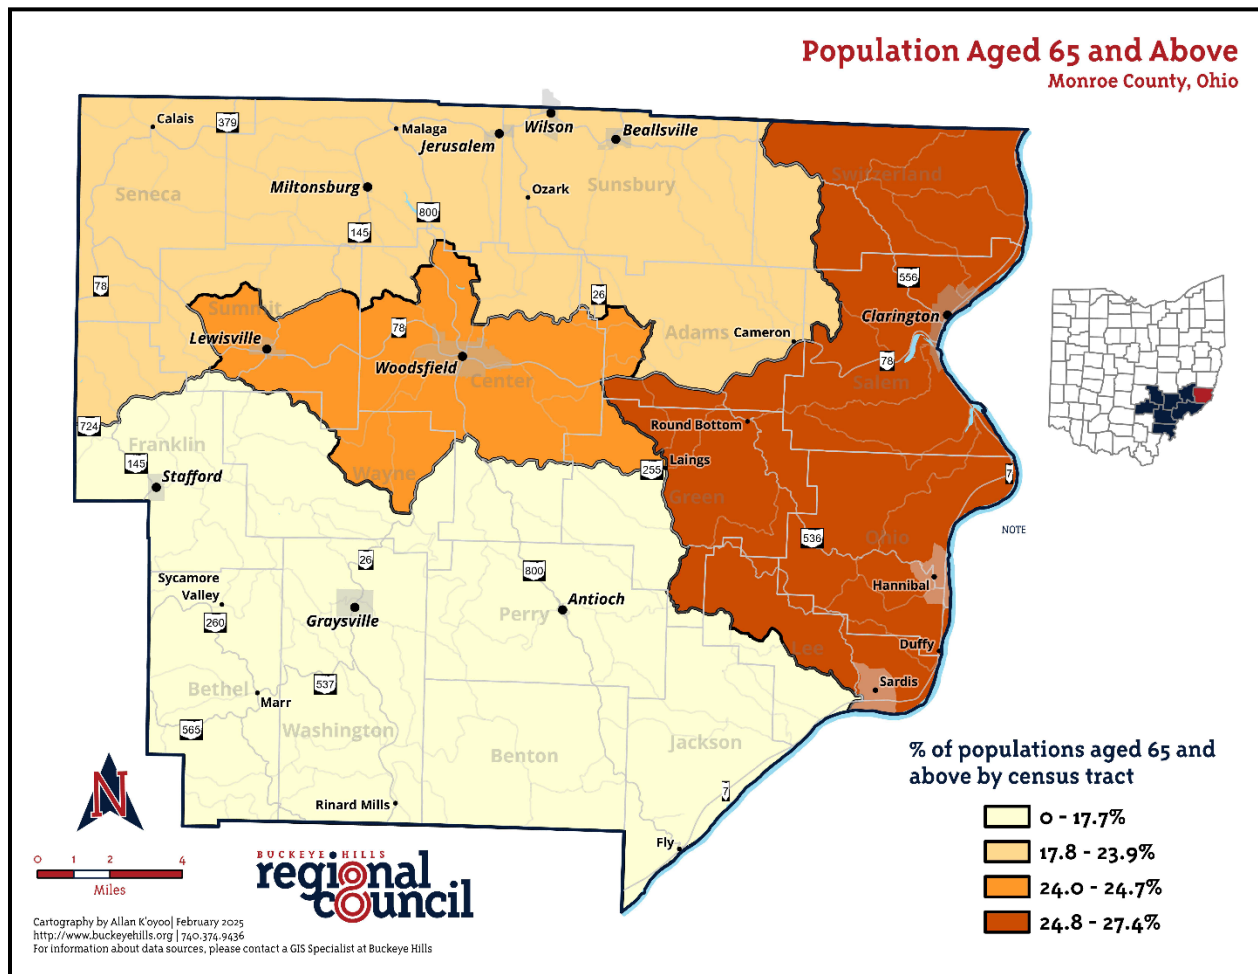 Population Aged 65 and Above
Monroe County, Ohio
Calais
379
Malaga
Jerusalem
Wilson
Beallsville
Switzerland
Seneca
Miltonsburg
Ozark
Sunsbury
800
145
78
26
556
Summit
78
Adams
Cameron
Clarington
Lewisville
Woodsfield
Center
78
Salem
724
Franklin
Round Bottom
145
Stafford
Wayne
255
Laings
7
Green
NOTE
536
Ohio
26
800
Sycamore
Valley
Hannibal
260
Graysville
Perry
Antioch
Lee
Duffy
Bethel
537
Marr
Sardis
565
Washington
Benton
Jackson
7
Rinard Mills
Fly
% of populations aged 65 and
above by census tract
0 - 17.7%
17.8 - 23.9%
24.0 - 24.7%
24.8 - 27.4%
N
0 1 2 4
Miles
BUCKEYE HILLS
regional
council
Cartography by Allan K'oyoo| February 2025
http://www.buckeyehills.org | 740.374.9436
For information about data sources, please contact a GIS Specialist at Buckeye Hills